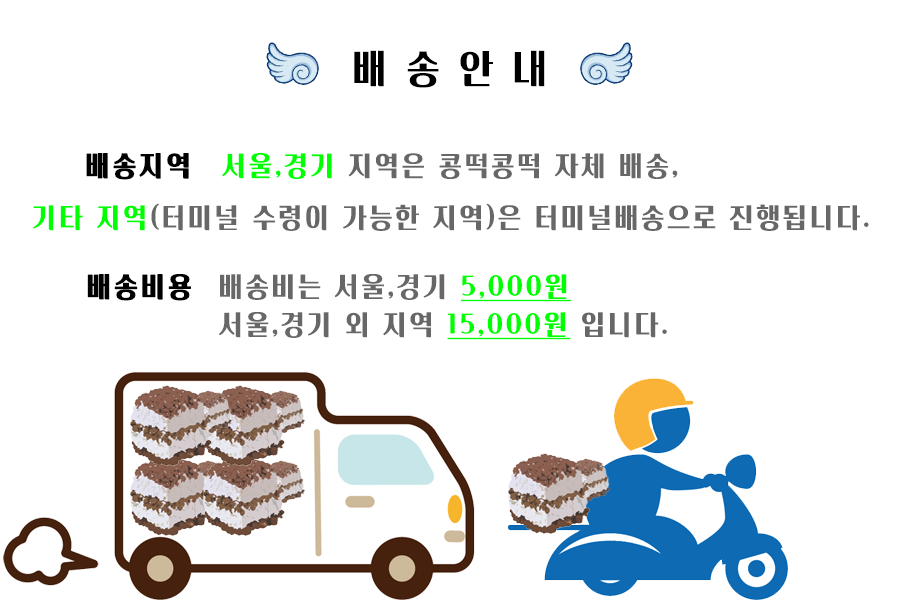 배송안내
배송지역 서울,경기 지역은 콩떡콩떡 자체 배송,
기타 지역(터미널 수령이 가능한 지역)은 터미널배송으로 진행됩니다.
배송비용 배송비는 서울,경기 5,000원
서울,경기 외 지역 15,000원 입니다.